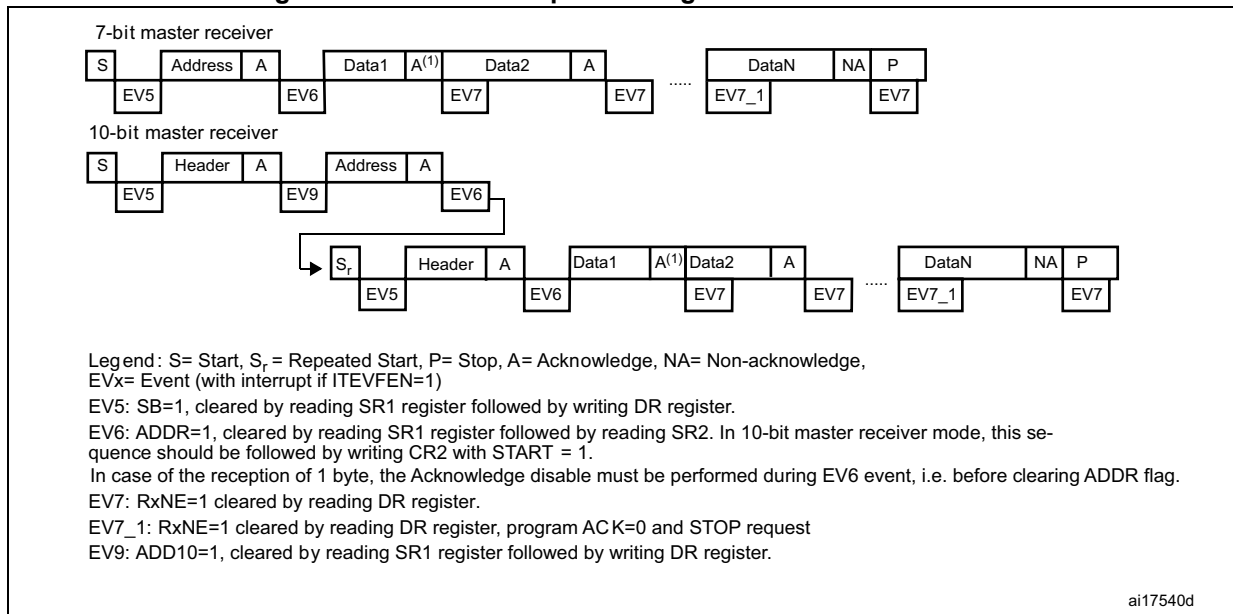 7-bit master receiver
S Address A Data1 A(1) Data2 A ..... DataN NA P
EV5 EV6 EV7 EV7 EV7_1 EV7
10-bit master receiver
S Header A Address A
EV5 EV9 EV6
Sr Header A Data1 A(1) Data2 A ..... DataN NA P
EV5 EV6 EV7 EV7 EV7_1 EV7
Legend: S= Start, Sr = Repeated Start, P= Stop, A= Acknowledge, NA= Non-acknowledge,
EVx= Event (with interrupt if ITEVFEN=1)
EV5: SB=1, cleared by reading SR1 register followed by writing DR register.
EV6: ADDR=1, cleared by reading SR1 register followed by reading SR2. In 10-bit master receiver mode, this se-
quence should be followed by writing CR2 with START = 1.
In case of the reception of 1 byte, the Acknowledge disable must be performed during EV6 event, i.e. before clearing ADDR flag.
EV7: RxNE=1 cleared by reading DR register.
EV7_1: RxNE=1 cleared by reading DR register, program ACK=0 and STOP request
EV9: ADD10=1, cleared by reading SR1 register followed by writing DR register.
ai17540d